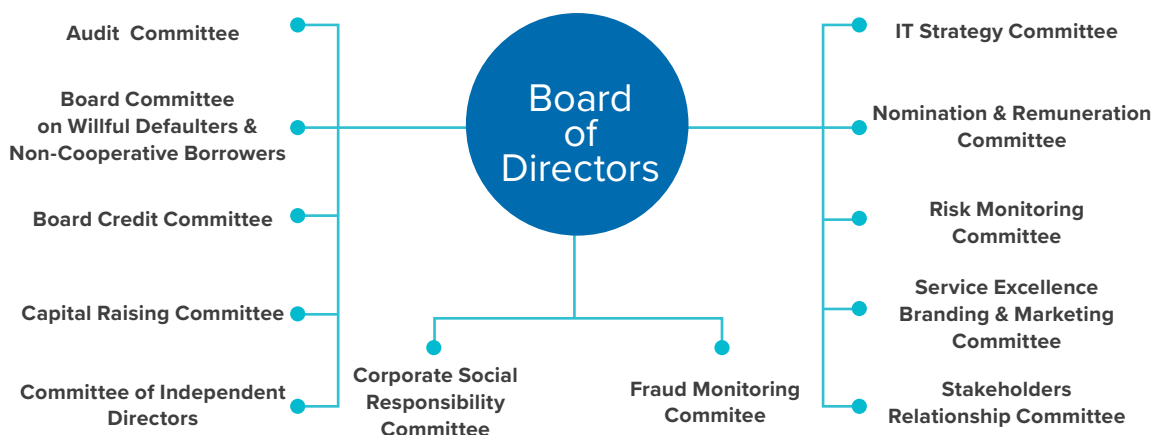 Audit Committee
Board Committee
on Willful Defaulters &
Non-Cooperative Borrowers
Board Credit Committee
Capital Raising Committee
Committee of Independent
Directors
Board
of
Directors
Corporate Social
Responsibility
Committee
Fraud Monitoring
Commitee
IT Strategy Committee
Nomination & Remuneration
Committee
Risk Monitoring
Committee
Service Excellence
Branding & Marketing
Committee
Stakeholders
Relationship Committee